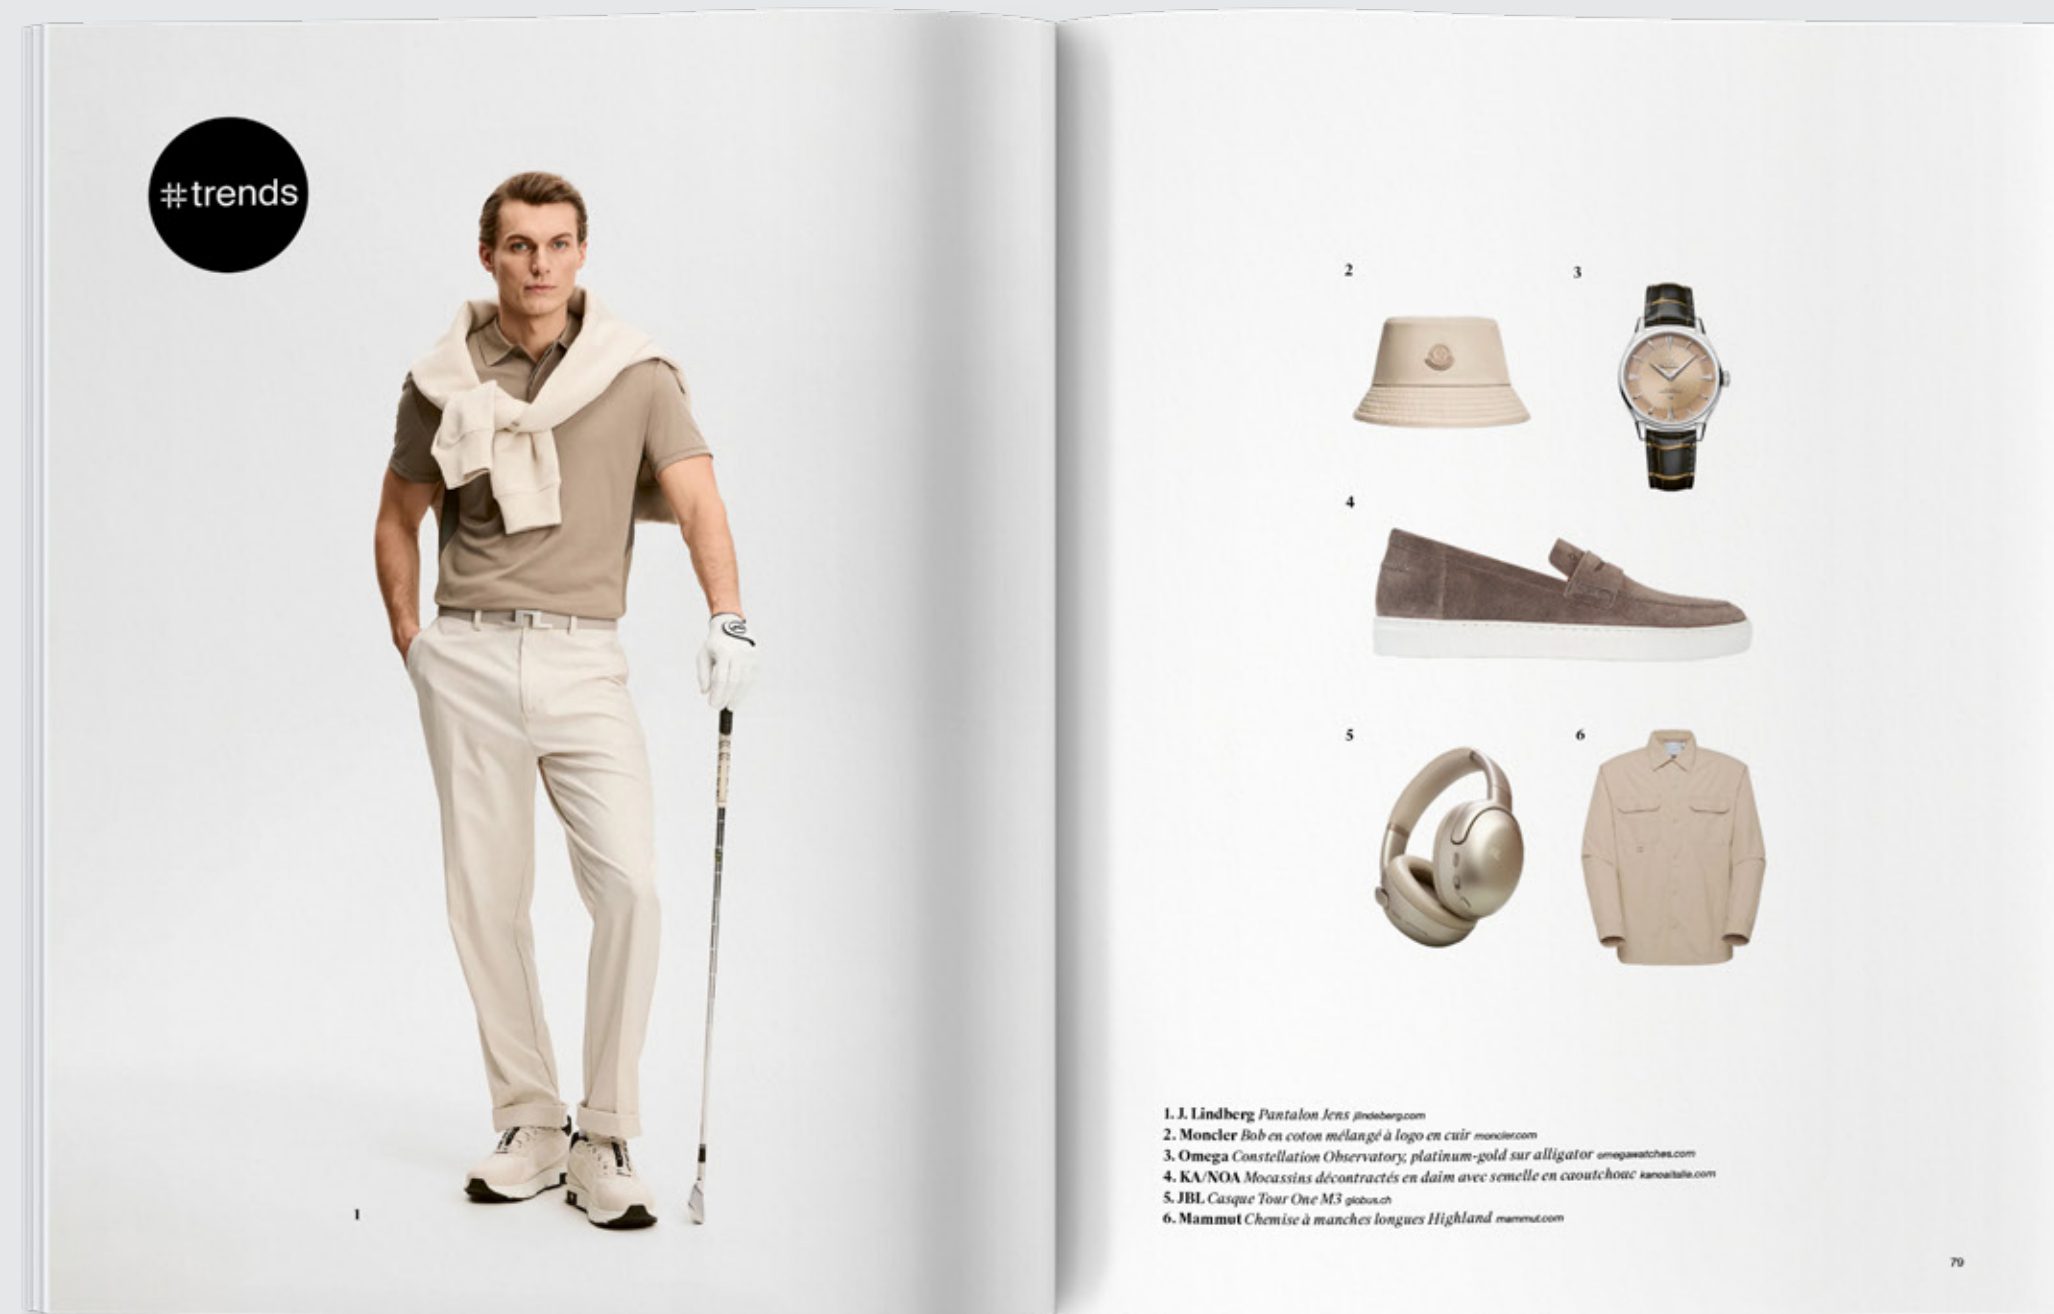 #trends
2
3
4
5
6
1
1. J. Lindberg Pantalon Jens jlindeberg.com
2. Moncler Bob en coton mélangé à logo en cuir moncler.com
3. Omega Constellation Observatory, platinum-gold sur alligator omegawatches.com
4. KA/NOA Mocassins décontractés en daim avec semelle en caoutchouc kanoaitalia.com
5. JBL Casque Tour One M3 globus.ch
6. Mammut Chemise à manches longues Highland mammut.com
79